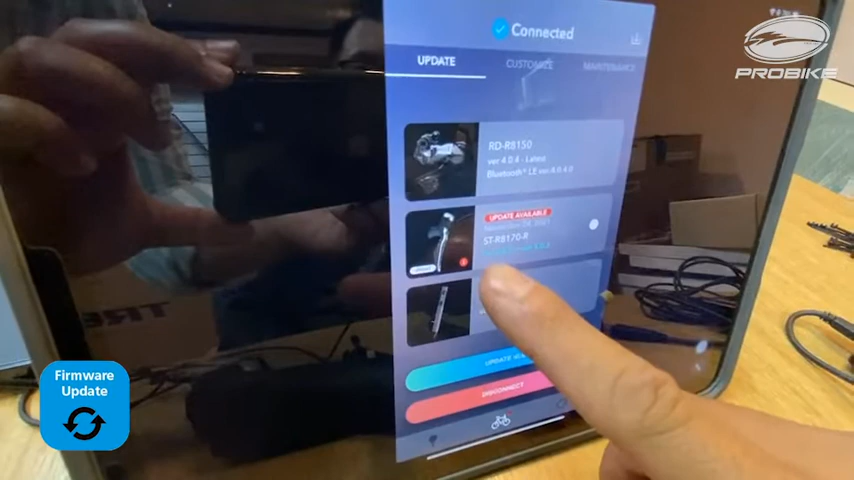 Connected
PROBIKE
UPDATE
CUSTOMIZE
MAINTENANCE
RD-R8150
ver.4.0.4 - Latest
Bluetooth® LE ver.4.0.4.0
UPDATE AVAILABLE
ST-R8170-R
UPDATE
DISCONNECT
Firmware
Update